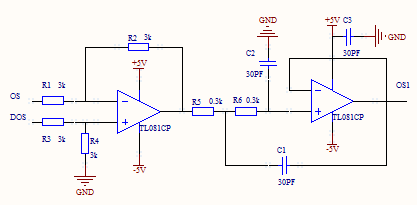 GND
+5V
C3
30PF
GND
R2 3k
+5V
C2
30PF
OS
R1 3k
DOS
R3 3k
R4
3k
GND
TL081CP
-5V
R5 0.3k
R6 0.3k
TL081CP
-5V
OS1
C1
30PF